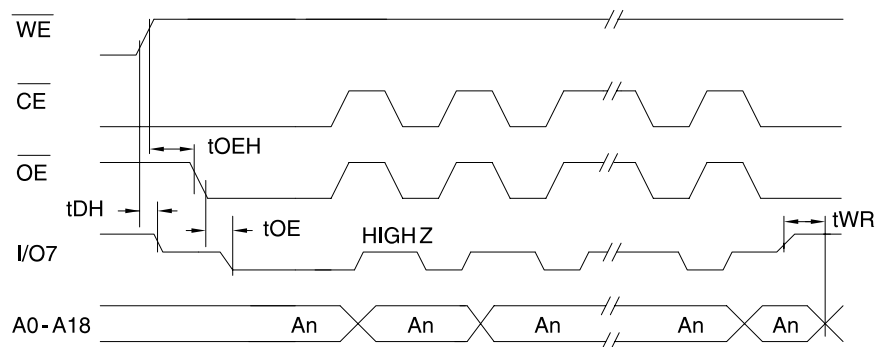 WE
CE
tOEH
OE
tDH
tOE
HIGH Z
tWR
I/O7
A0 - A18
An
An
An
An
An